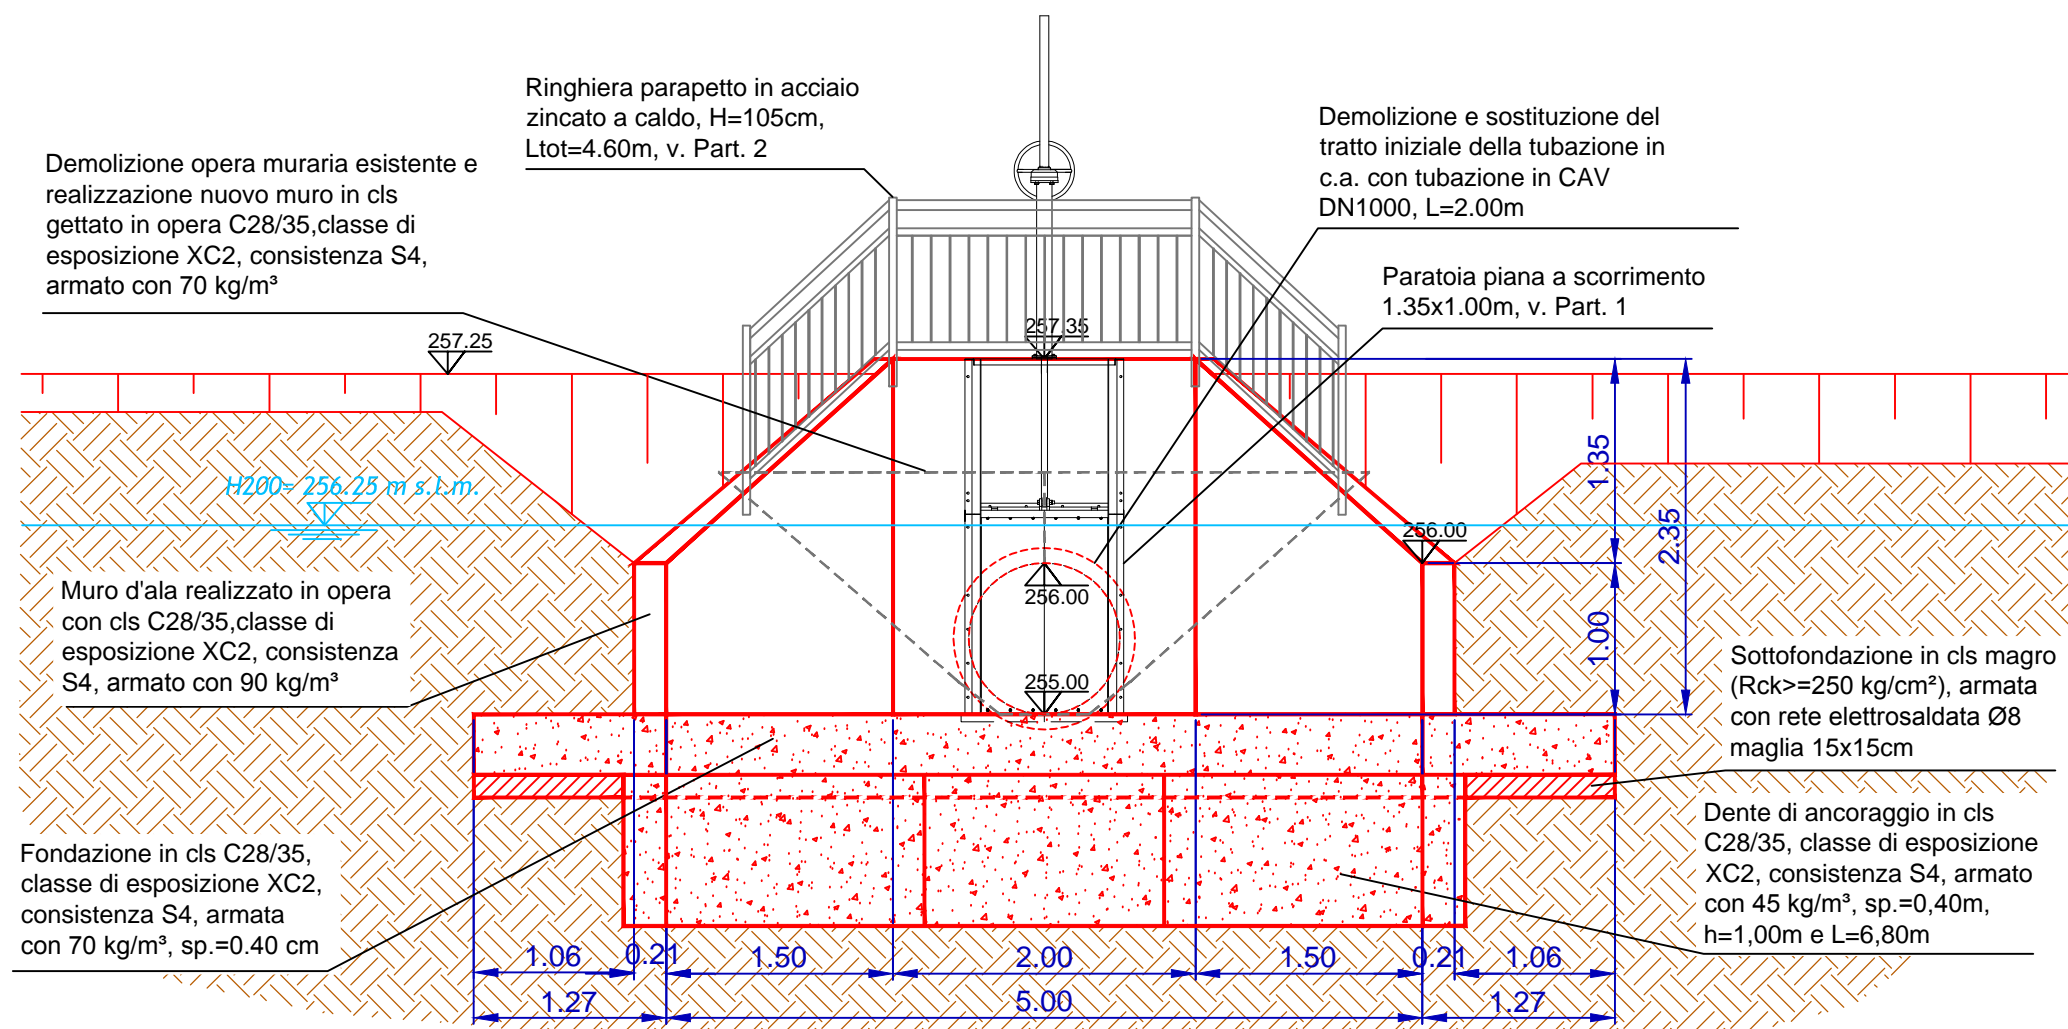 Ringhiera parapetto in acciaio
zincato a caldo, H=105cm,
Ltot=4.60m, v. Part. 2
Demolizione e sostituzione del
tratto iniziale della tubazione in
c.a. con tubazione in CAV
DN1000, L=2.00m
Demolizione opera muraria esistente e
realizzazione nuovo muro in cls
gettato in opera C28/35,classe di
esposizione XC2, consistenza S4,
armato con 70 kg/m³
Paratoia piana a scorrimento
1.35x1.00m, v. Part. 1
257.25
257.35
H200= 256.25 m s.l.m.
1.35
2.35
256.00
256.00
1.00
255.00
Muro d'ala realizzato in opera
con cls C28/35,classe di
esposizione XC2, consistenza
S4, armato con 90 kg/m³
Sottofondazione in cls magro
(Rck>=250 kg/cm²), armata
con rete elettrosaldata Ø8
maglia 15x15cm
Fondazione in cls C28/35,
classe di esposizione XC2,
consistenza S4, armata
con 70 kg/m³, sp.=0.40 cm
Dente di ancoraggio in cls
C28/35, classe di esposizione
XC2, consistenza S4, armato
con 45 kg/m³, sp.=0,40m,
h=1,00m e L=6,80m
1.06 0.21 1.50 2.00 1.50 0.21 1.06
1.27 5.00 1.27